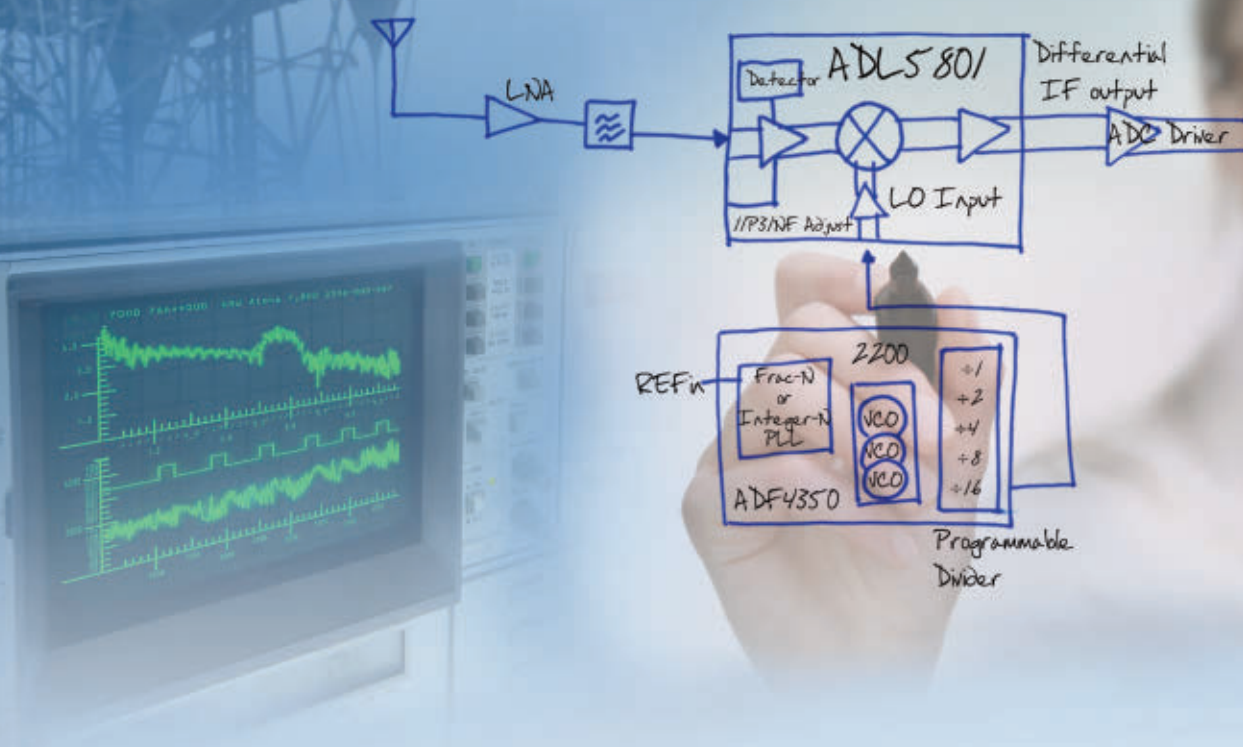 LNA
Detector
ADL5801
Differential
IF output
ADC Driver
LO Input
IIP3/NF Adjust
REFin
Frac-N
or
Integer-N
PLL
2200
VCO
VCO
VCO
÷1
÷2
÷4
÷8
÷16
ADF4350
Programmable
Divider